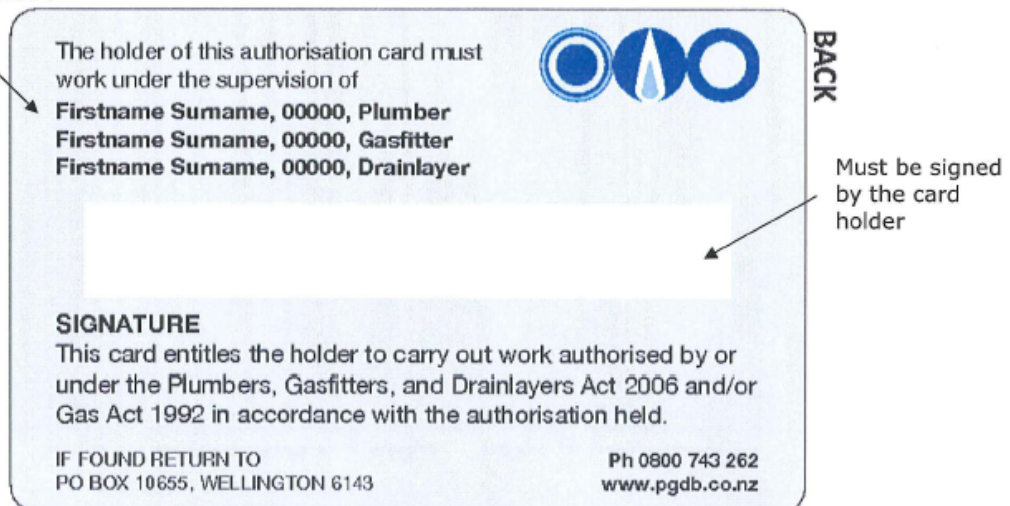 The holder of this authorisation card must
work under the supervision of
Firstname Surname, 00000, Plumber
Firstname Surname, 00000, Gasfitter
Firstname Surname, 00000, Drainlayer
BACK
Must be signed
by the card
holder
SIGNATURE
This card entitles the holder to carry out work authorised by or
under the Plumbers, Gasfitters, and Drainlayers Act 2006 and/or
Gas Act 1992 in accordance with the authorisation held.
IF FOUND RETURN TO
PO BOX 10655, WELLINGTON 6143
Ph 0800 743 262
www.pgdb.co.nz